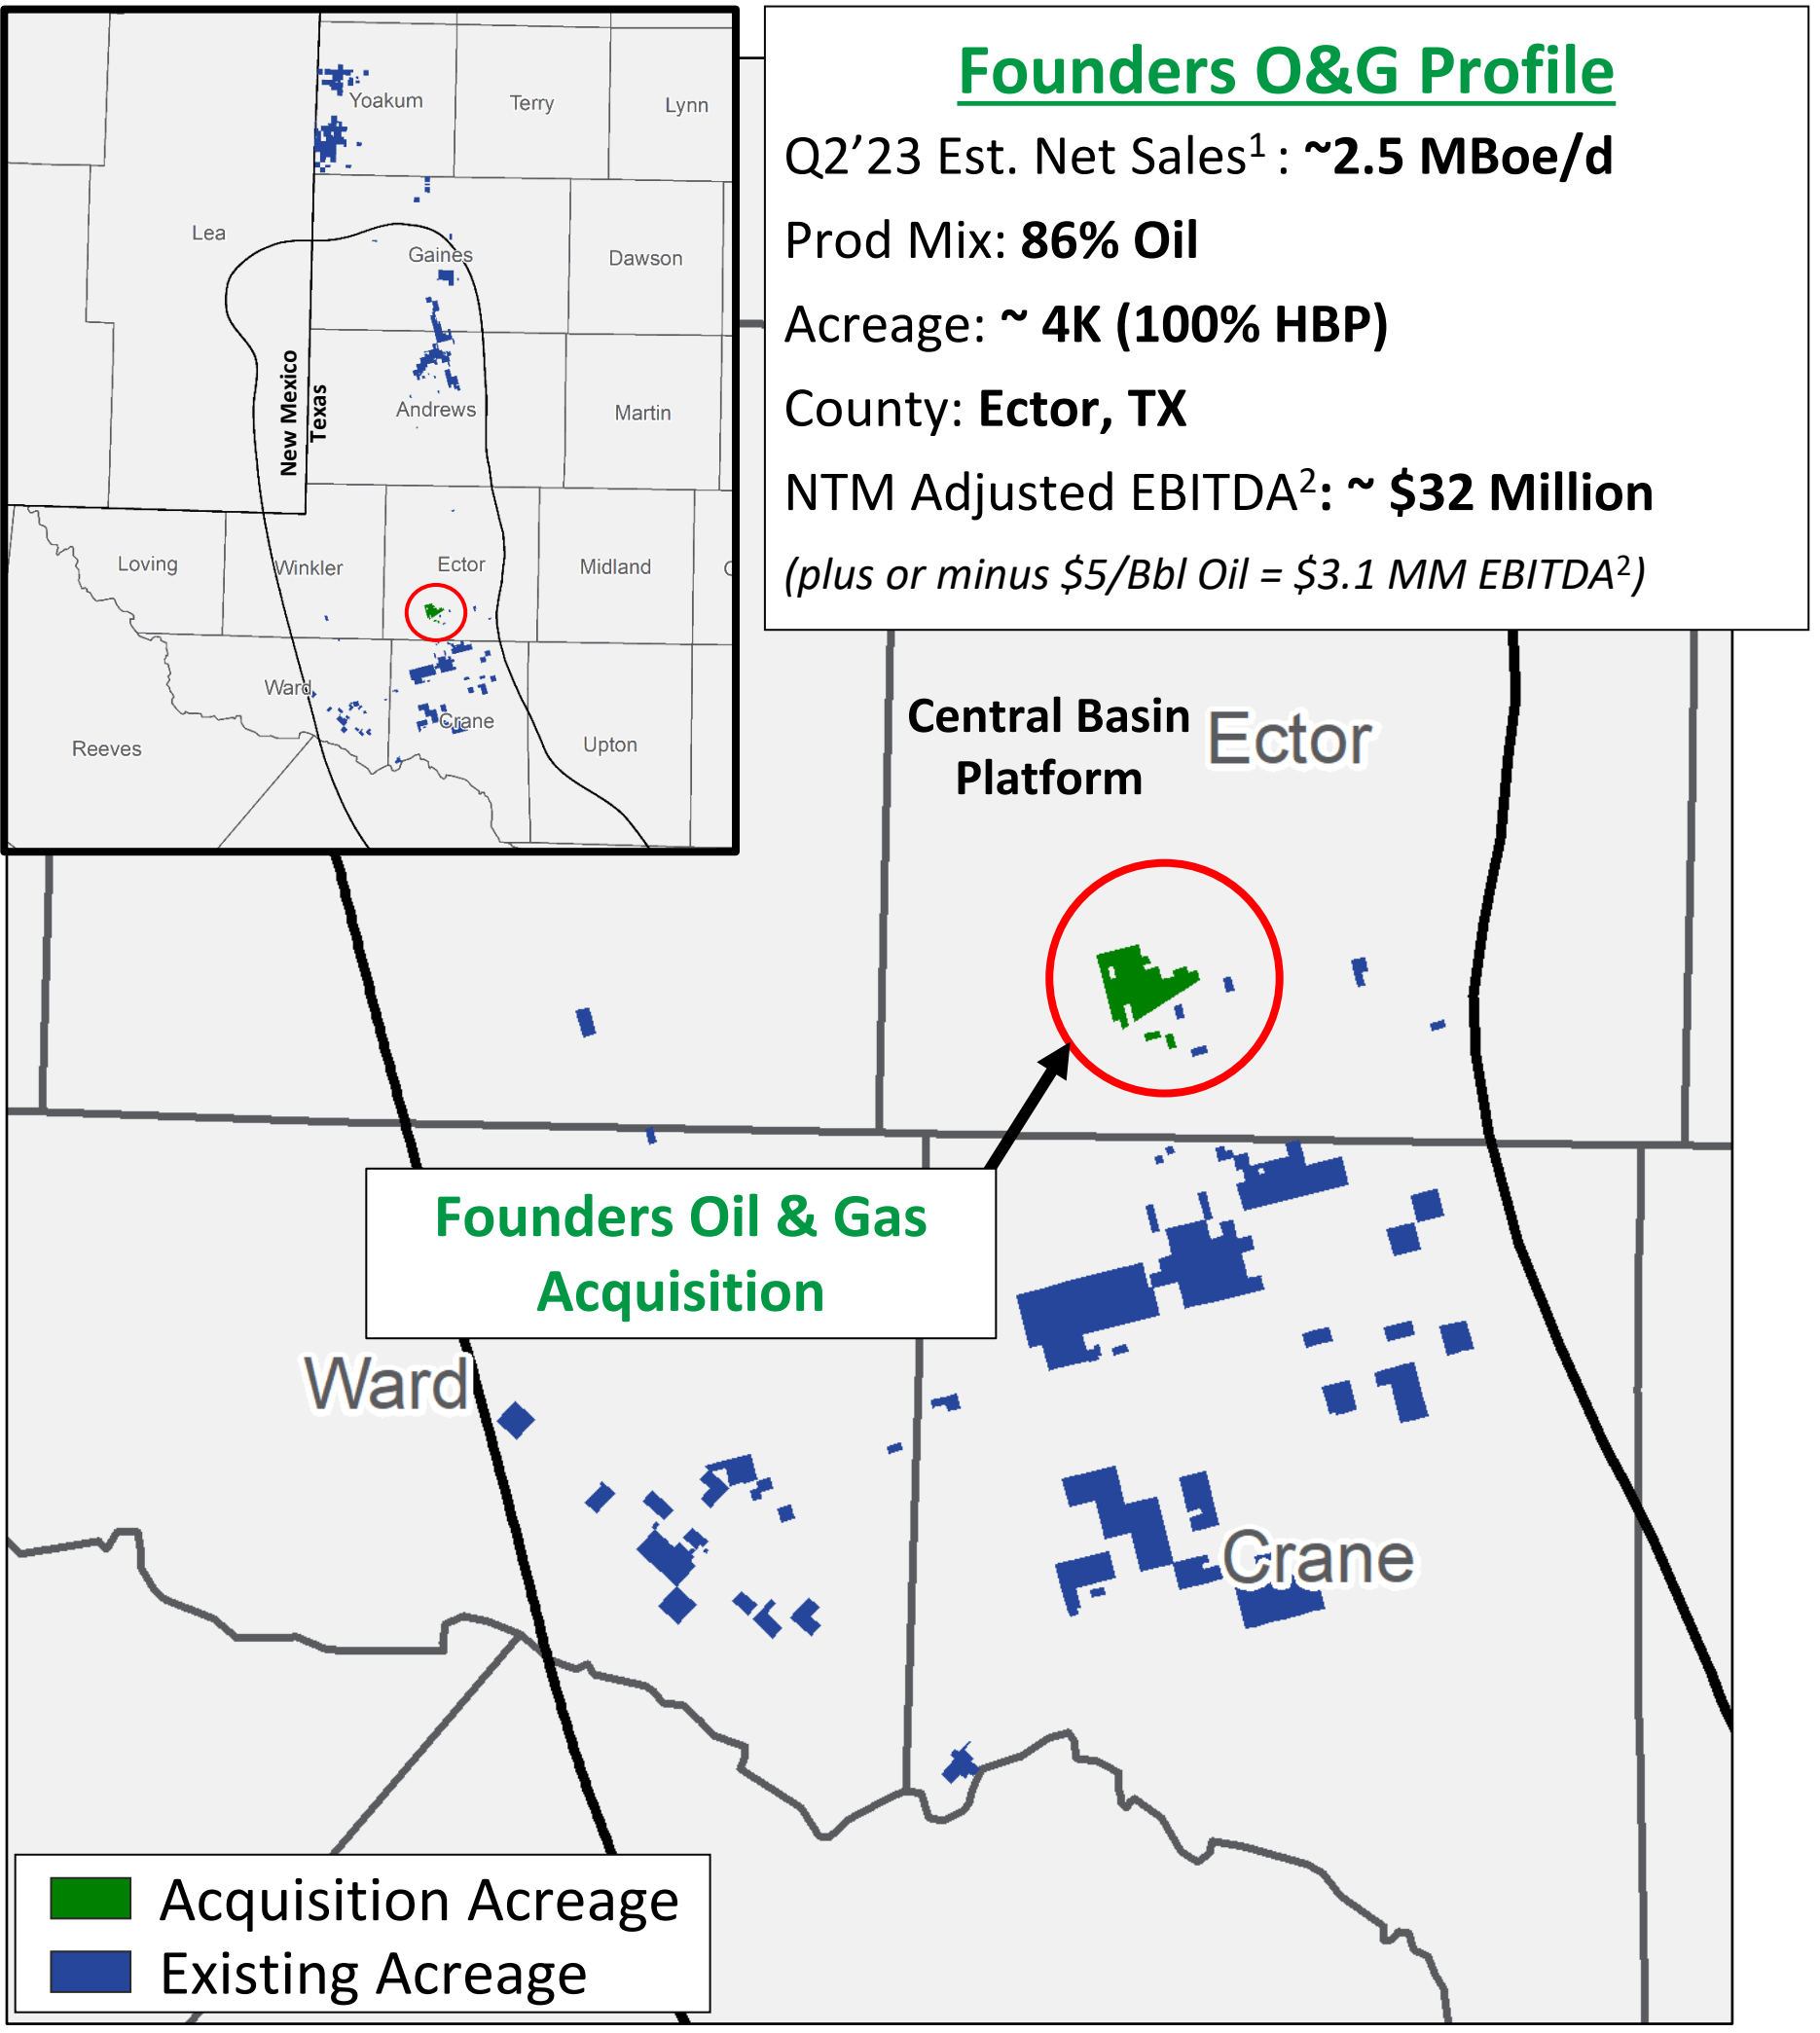 Founders O&G Profile
Q2’23 Est. Net Sales1 : ~2.5 MBoe/d
Prod Mix: 86% Oil
Acreage: ~ 4K (100% HBP)
County: Ector, TX
NTM Adjusted EBITDA2: ~ $32 Million
(plus or minus $5/Bbl Oil = $3.1 MM EBITDA2)
Yoakum
Terry
Lynn
Lea
Gaines
Dawson
New Mexico
Texas
Andrews
Martin
Loving
Winkler
Ector
Midland
Ward
Crane
Reeves
Upton
Central Basin
Platform
Ector
Founders Oil & Gas
Acquisition
Ward
Crane
Acquisition Acreage
Existing Acreage